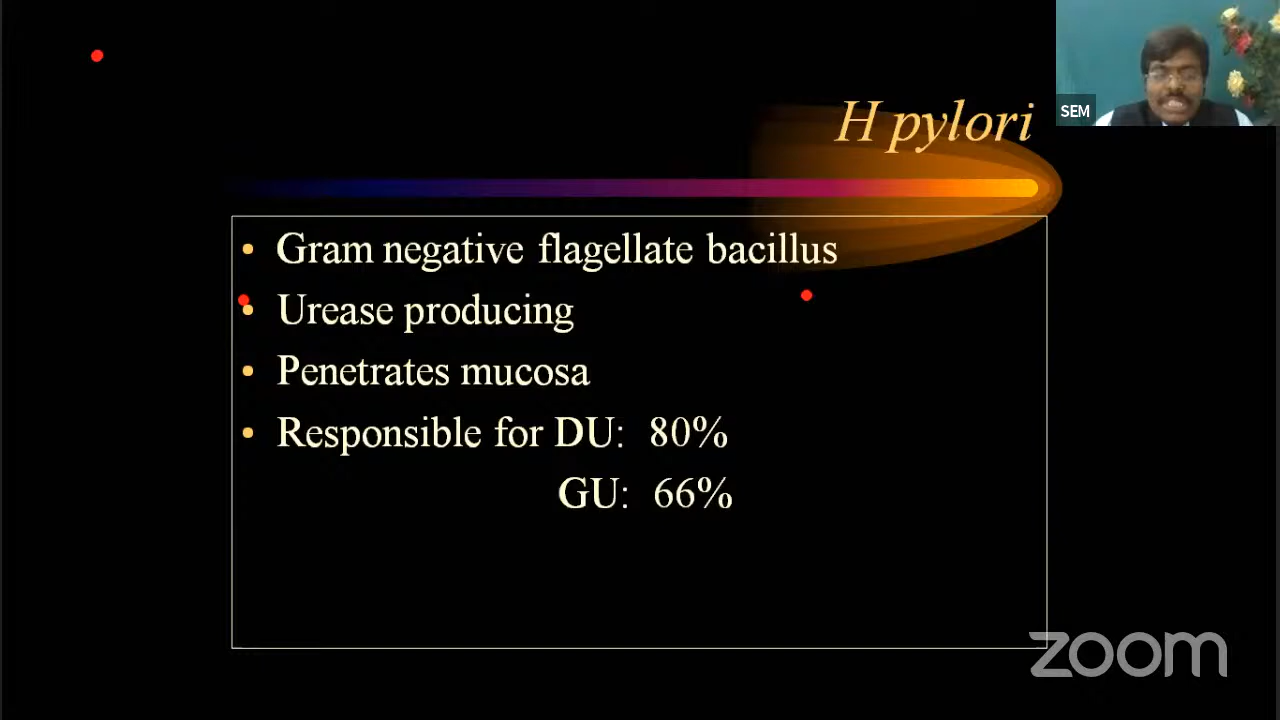 SEM
H pylori
• Gram negative flagellate bacillus
• Urease producing
• Penetrates mucosa
• Responsible for DU: 80%
GU: 66%
zoom